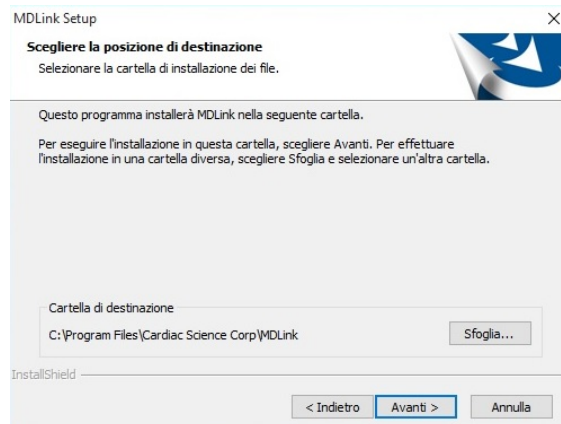 MDLink Setup
Scegliere la posizione di destinazione
Selezionare la cartella di installazione dei file.
Questo programma installerà MDLink nella seguente cartella.
Per eseguire l'installazione in questa cartella, scegliere Avanti. Per effettuare
l'installazione in una cartella diversa, scegliere Sfoglia e selezionare un'altra cartella.
Cartella di destinazione
C:\Program Files\Cardiac Science Corp\MDLink
Sfoglia...
InstallShield
< Indietro
Avanti >
Annulla